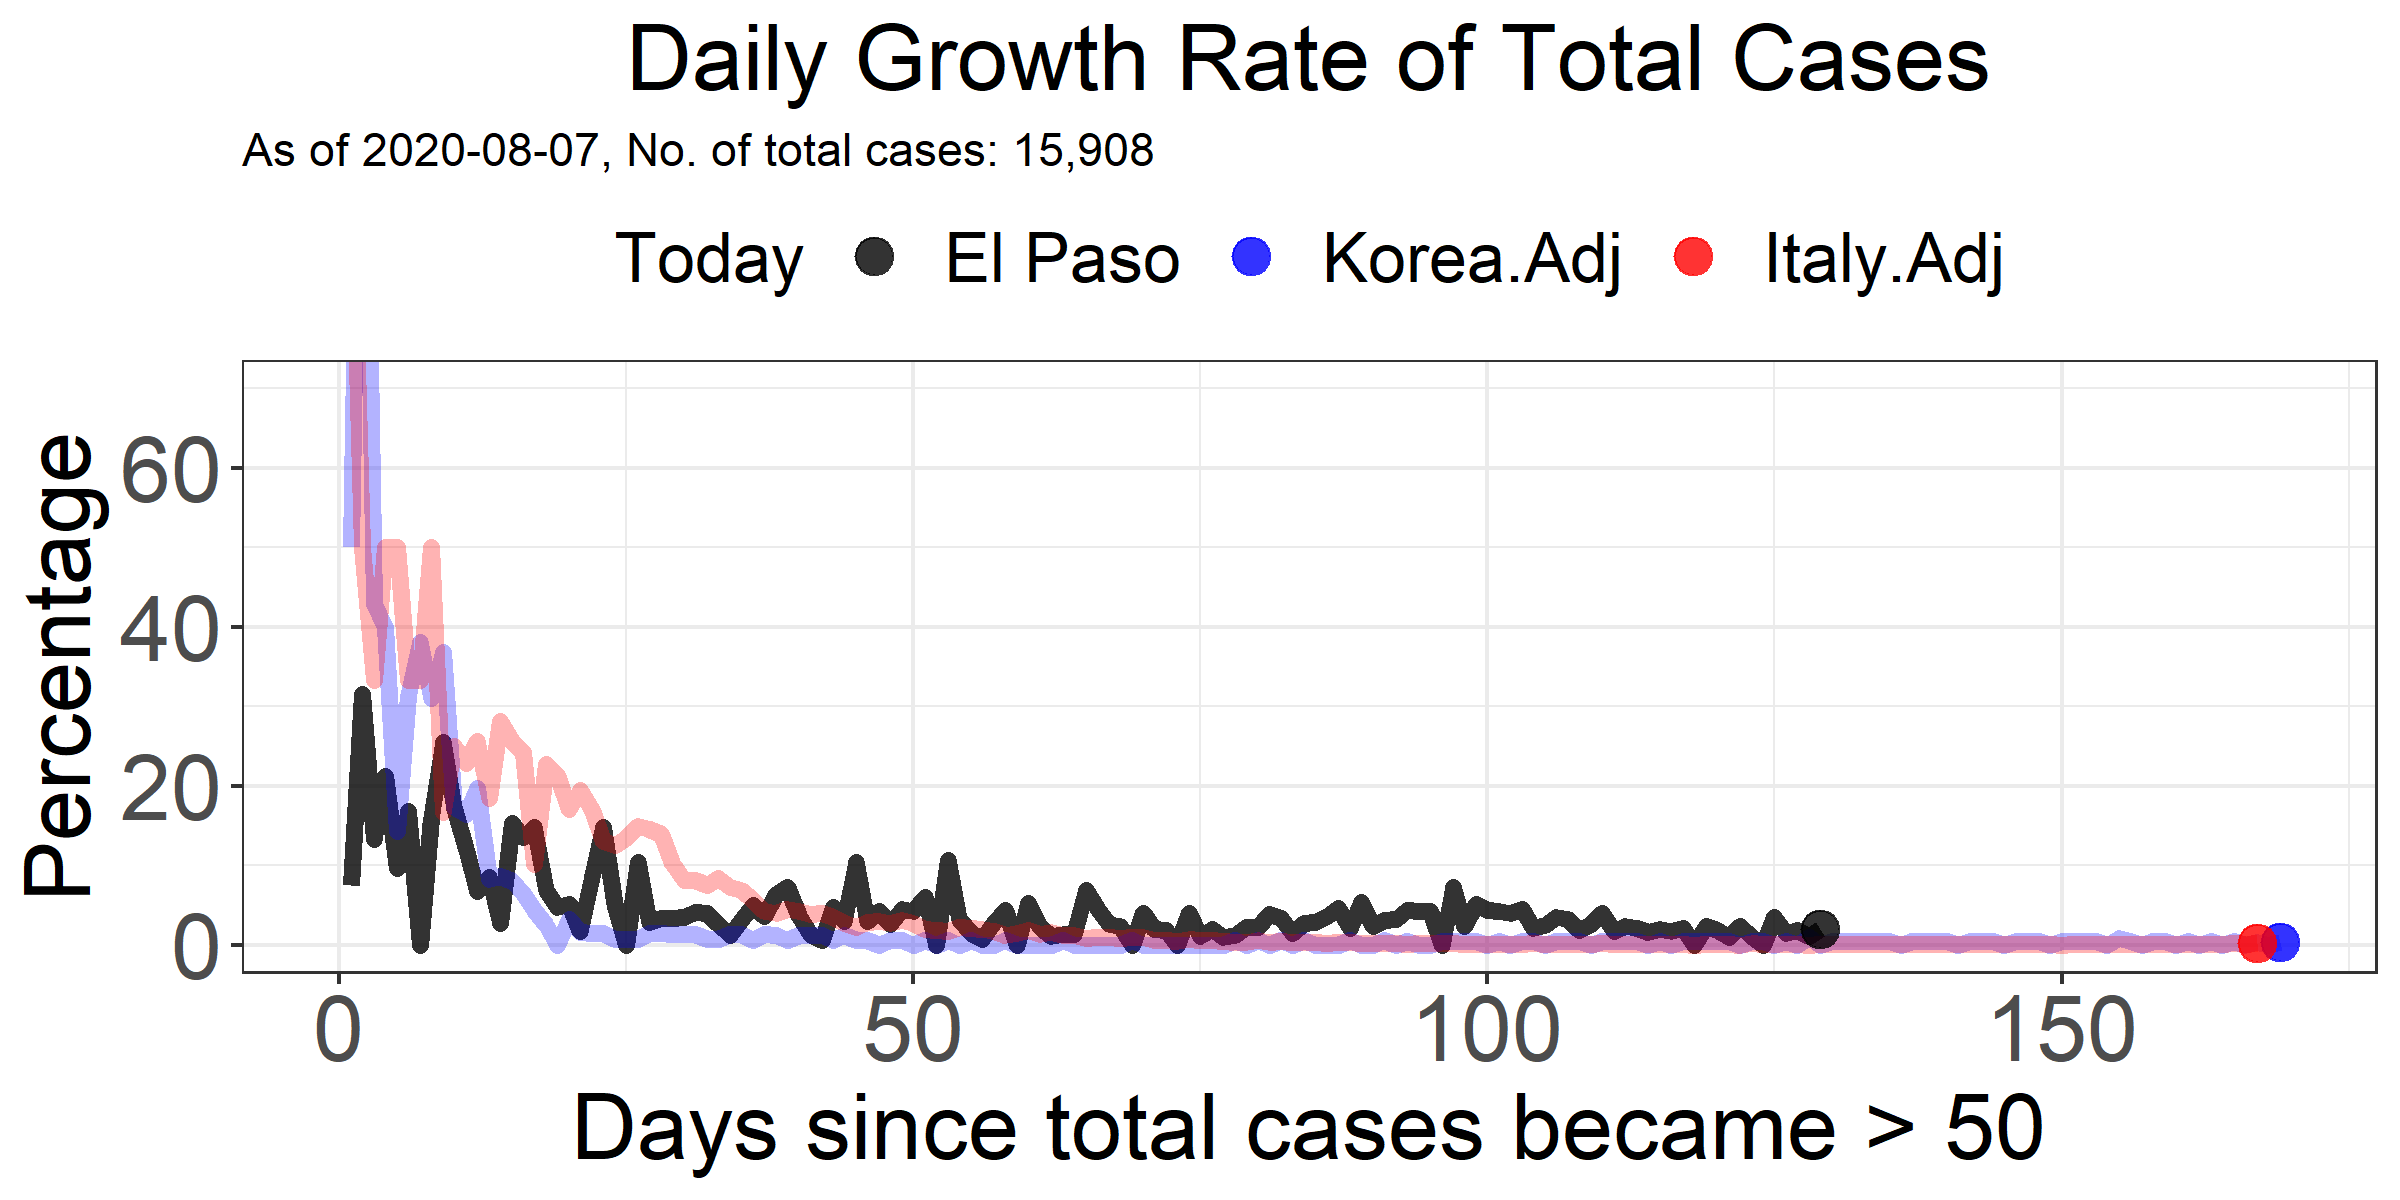 Daily Growth Rate of Total Cases
As of 2020-08-07, No. of total cases: 15,908
Today El Paso Korea.Adj Italy.Adj
Percentage
60
40
20
0
0 50 100 150
Days since total cases became > 50